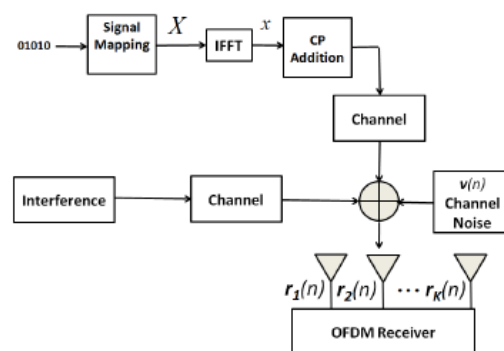 01010
Signal
Mapping
X
IFFT
x
CP
Addition
Channel
Interference
Channel
v(n)
Channel
Noise
r1(n) r2(n) ··· rK(n)
OFDM Receiver